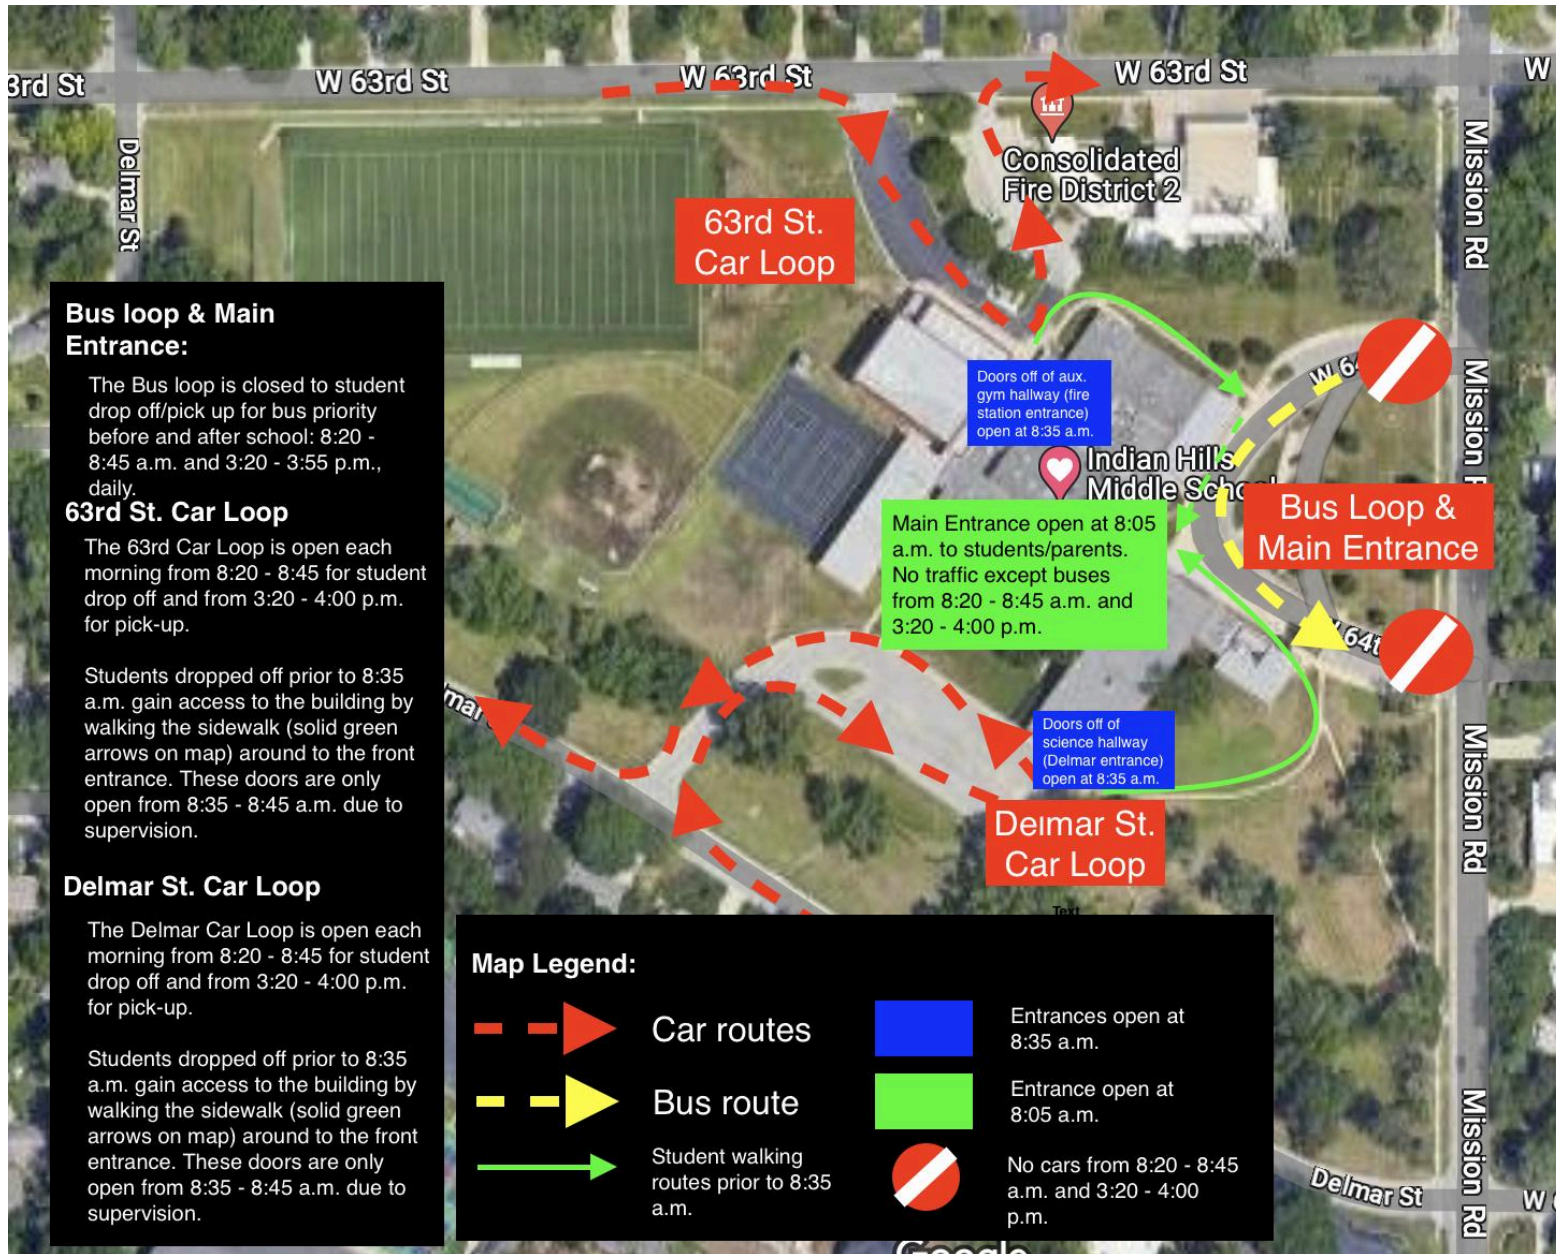 3rd St
W 63rd St
W 63rd St
W 63rd St
W
Delmar St
Mission Rd
Consolidated
Fire District 2
63rd St.
Car Loop
Bus loop & Main
Entrance:
The Bus loop is closed to student
drop off/pick up for bus priority
before and after school: 8:20 -
8:45 a.m. and 3:20 - 3:55 p.m.,
daily.
63rd St. Car Loop
The 63rd Car Loop is open each
morning from 8:20 - 8:45 for student
drop off and from 3:20 - 4:00 p.m.
for pick-up.
Students dropped off prior to 8:35
a.m. gain access to the building by
walking the sidewalk (solid green
arrows on map) around to the front
entrance. These doors are only
open from 8:35 - 8:45 a.m. due to
supervision.
Delmar St. Car Loop
The Delmar Car Loop is open each
morning from 8:20 - 8:45 for student
drop off and from 3:20 - 4:00 p.m.
for pick-up.
Students dropped off prior to 8:35
a.m. gain access to the building by
walking the sidewalk (solid green
arrows on map) around to the front
entrance. These doors are only
open from 8:35 - 8:45 a.m. due to
supervision.
Doors off of aux.
gym hallway (fire
station entrance)
open at 8:35 a.m.
W 64
Mission R
Indian Hills
Middle School
Main Entrance open at 8:05
a.m. to students/parents.
No traffic except buses
from 8:20 - 8:45 a.m. and
3:20 - 4:00 p.m.
Bus Loop &
Main Entrance
64t
mar
Doors off of
science hallway
(Delmar entrance)
open at 8:35 a.m.
Delmar St.
Car Loop
Mission Rd
Text
Map Legend:
Car routes
Bus route
Student walking
routes prior to 8:35
a.m.
Entrances open at
8:35 a.m.
Entrance open at
8:05 a.m.
No cars from 8:20 - 8:45
a.m. and 3:20 - 4:00
p.m.
Mission Rd
Delmar St
W 6
Google